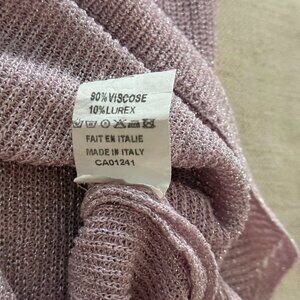 90%VISCOSE
10%LUREX
FAIT EN ITALIE
MADE IN ITALY
CA01241